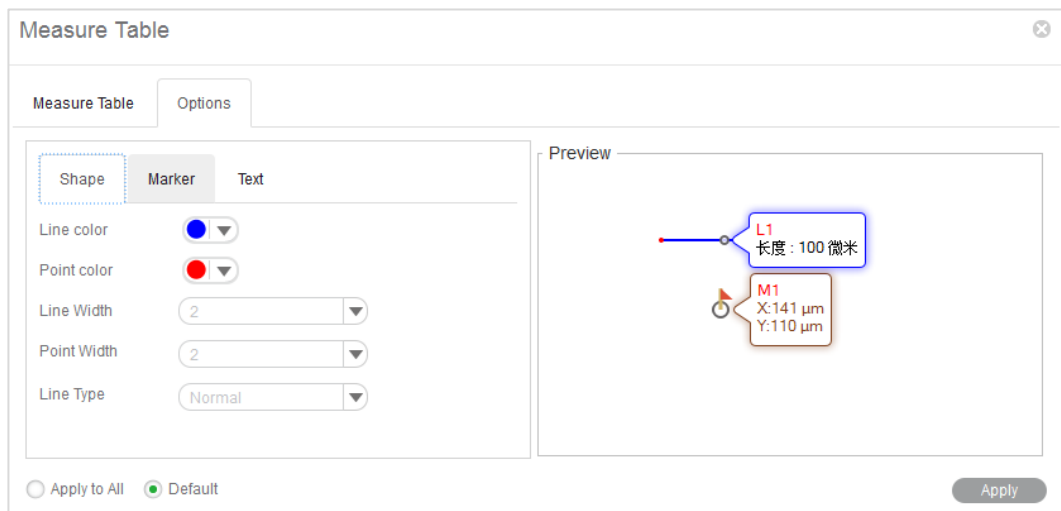 Measure Table
Measure Table
Options
Shape
Marker
Text
Line color
Point color
Line Width
2
Point Width
2
Line Type
Normal
Preview
L1
长度 : 100 微米
M1
X:141 µm
Y:110 µm
Apply to All
Default
Apply